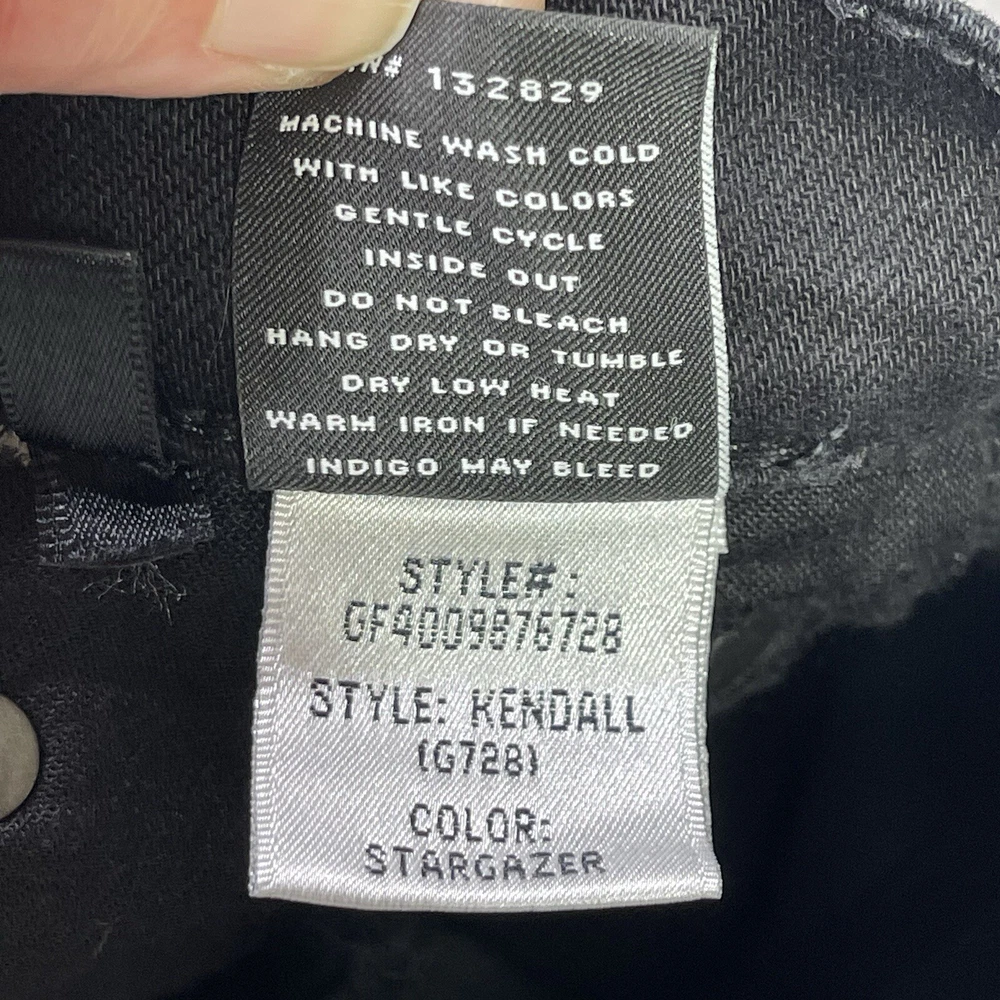 132829
MACHINE WASH COLD
WITH LIKE COLORS
GENTLE CYCLE
INSIDE OUT
DO NOT BLEACH
HANG DRY OR TUMBLE
DRY LOW HEAT
WARM IRON IF NEEDED
INDIGO MAY BLEED
STYLE#:
GF4009876728
STYLE: KENDALL
(G728)
COLOR:
STARGAZER